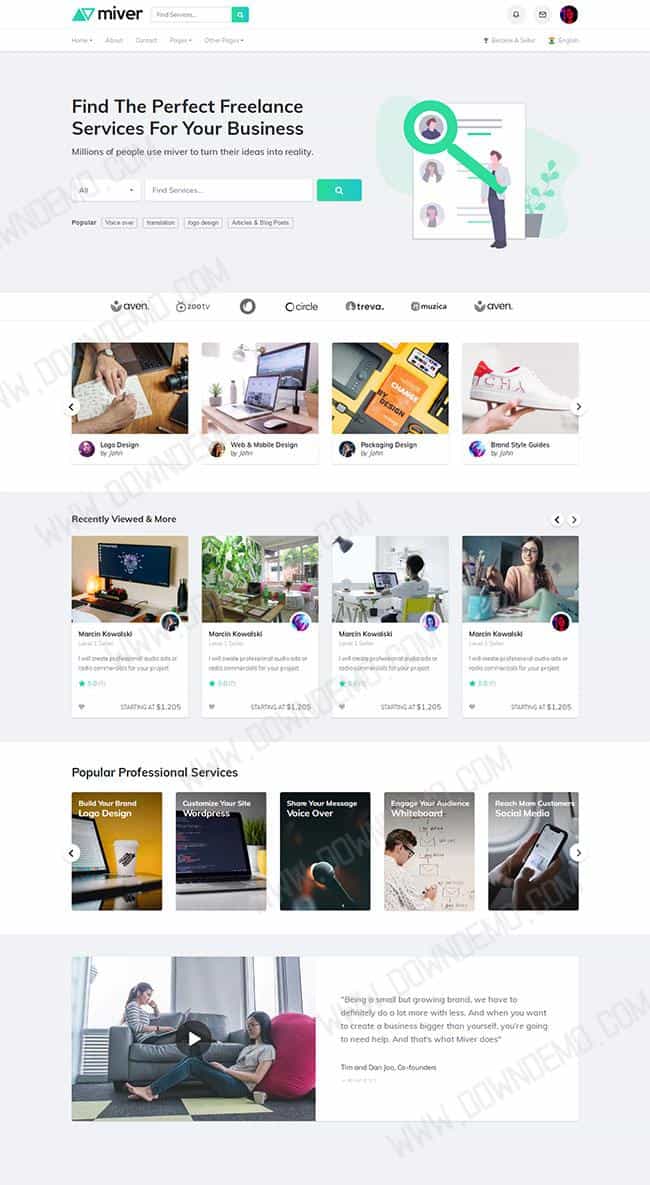 miver
Find Services...
Home
About
Contact
Pages
Other Pages
Become A Seller
English
Find The Perfect Freelance
Services For Your Business
Millions of people use miver to turn their ideas into reality.
All
Find Services...
Popular
Voice over
translation
logo design
Articles & Blog Posts
aven.
zootv
circle
treva.
muzica
aven.
CHANGE
BY
DESIGN
Logo Design
by John
Web & Mobile Design
by John
Packaging Design
by John
Brand Style Guides
by John
Recently Viewed & More
Marcin Kowalski
Level 1 Seller
I will create professional audio ads or
radio commercials for your project
5.0
STARTING AT $1,205
Marcin Kowalski
Level 1 Seller
I will create professional audio ads or
radio commercials for your project
5.0
STARTING AT $1,205
Marcin Kowalski
Level 1 Seller
I will create professional audio ads or
radio commercials for your project
STARTING AT $1,205
Marcin Kowalski
Level 1 Seller
I will create professional audio ads or
radio commercials for your project
5.0
STARTING AT $1,205
Popular Professional Services
Build Your Brand
Logo Design
Customize Your Site
Wordpress
Share Your Message
Voice Over
Engage Your Audience
Whiteboard
Reach More Customers
Social Media
"Being a small but growing brand, we have to
definitely do a lot more with less. And when you want
to create a business bigger than yourself, you're going
to need help. And that's what Miver does"
Tim and Dan Joo, Co-founders
WWW.DOWNDEMO.COM